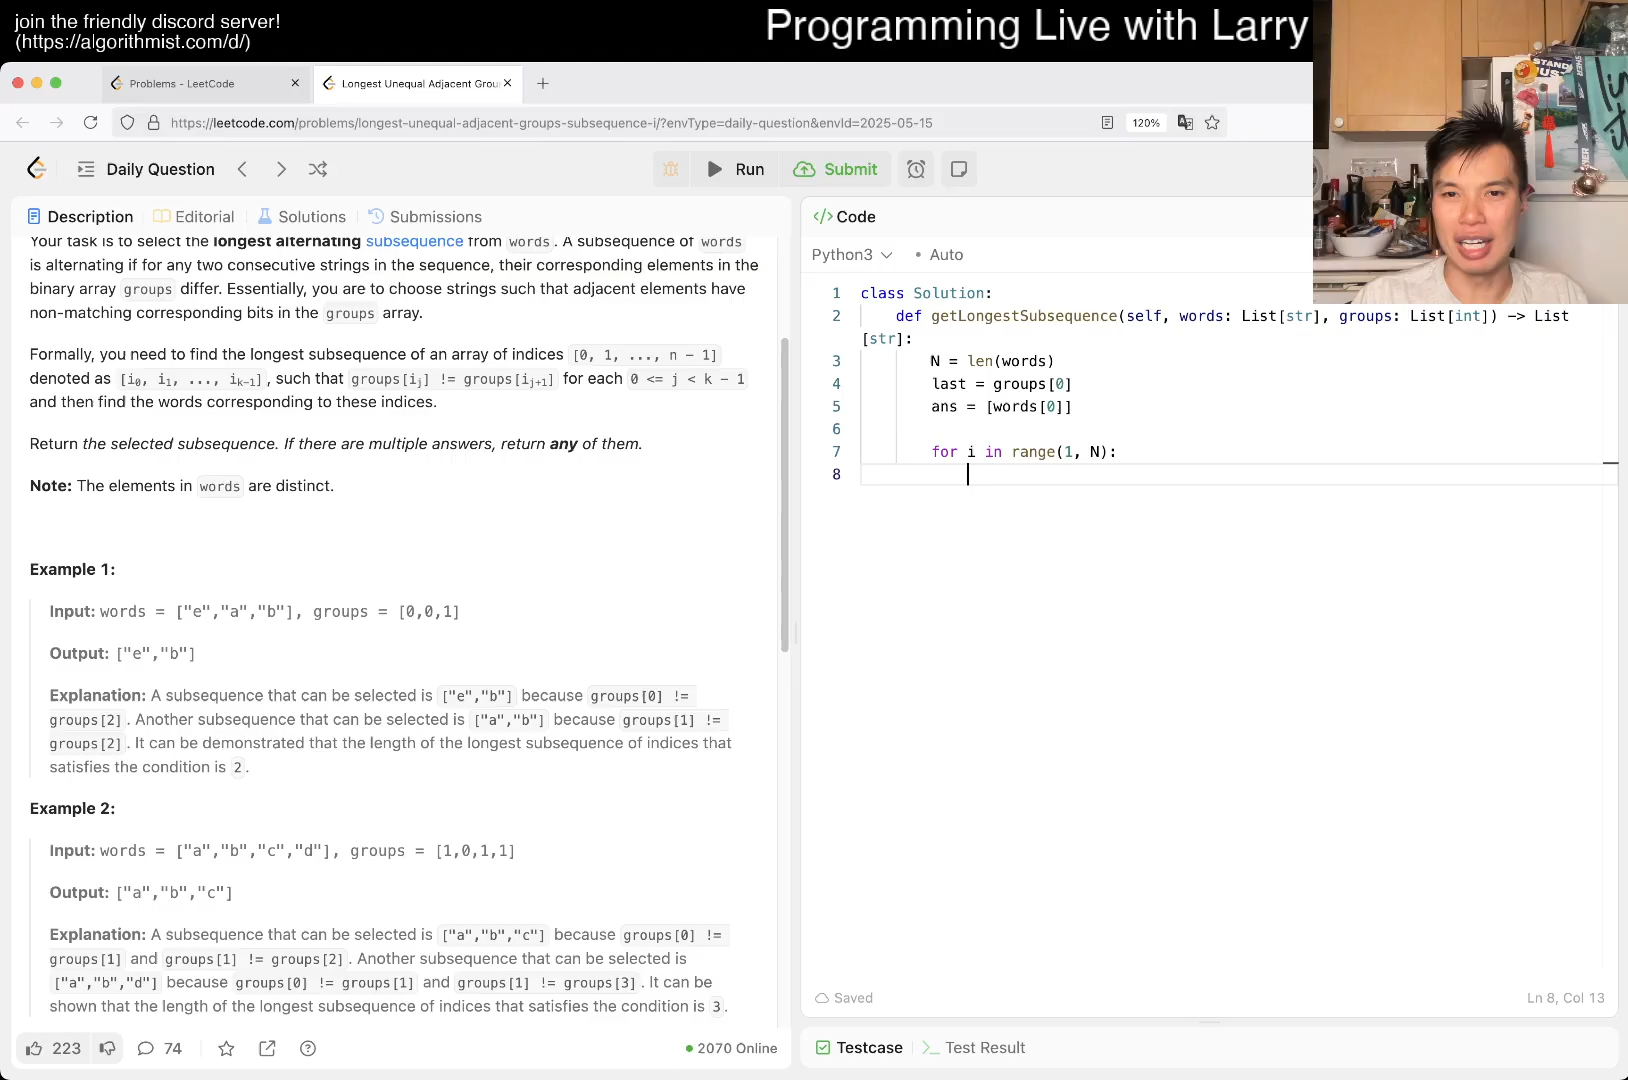 join the friendly discord server!
(https://algorithmist.com/d/)
Programming Live with Larry
Problems - LeetCode
Longest Unequal Adjacent Grou
https://leetcode.com/problems/longest-unequal-adjacent-groups-subsequence-i/?envType=daily-question&envId=2025-05-15
120%
Daily Question
Run
Submit
Description
Editorial
Solutions
Submissions
Your task is to select the longest alternating subsequence from words. A subsequence of words
is alternating if for any two consecutive strings in the sequence, their corresponding elements in the
binary array groups differ. Essentially, you are to choose strings such that adjacent elements have
non-matching corresponding bits in the groups array.
Formally, you need to find the longest subsequence of an array of indices [0, 1, ..., n - 1]
denoted as [i0, i1, ..., ik-1], such that groups[ij] != groups[ij+1] for each 0 <= j < k - 1
and then find the words corresponding to these indices.
Return the selected subsequence. If there are multiple answers, return any of them.
Note: The elements in words are distinct.
Example 1:
Input: words = ["e","a","b"], groups = [0,0,1]
Output: ["e","b"]
Explanation: A subsequence that can be selected is ["e","b"] because groups[0] !=
groups[2]. Another subsequence that can be selected is ["a","b"] because groups[1] !=
groups[2]. It can be demonstrated that the length of the longest subsequence of indices that
satisfies the condition is 2.
Example 2:
Input: words = ["a","b","c","d"], groups = [1,0,1,1]
Output: ["a","b","c"]
Explanation: A subsequence that can be selected is ["a","b","c"] because groups[0] !=
groups[1] and groups[1] != groups[2]. Another subsequence that can be selected is
["a","b","d"] because groups[0] != groups[1] and groups[1] != groups[3]. It can be
shown that the length of the longest subsequence of indices that satisfies the condition is 3.
223
74
2070 Online
</> Code
Python3
Auto
1 class Solution:
2 def getLongestSubsequence(self, words: List[str], groups: List[int]) -> List
[str]:
3 N = len(words)
4 last = groups[0]
5 ans = [words[0]]
6
7 for i in range(1, N):
8
Saved
Ln 8, Col 13
Testcase
Test Result